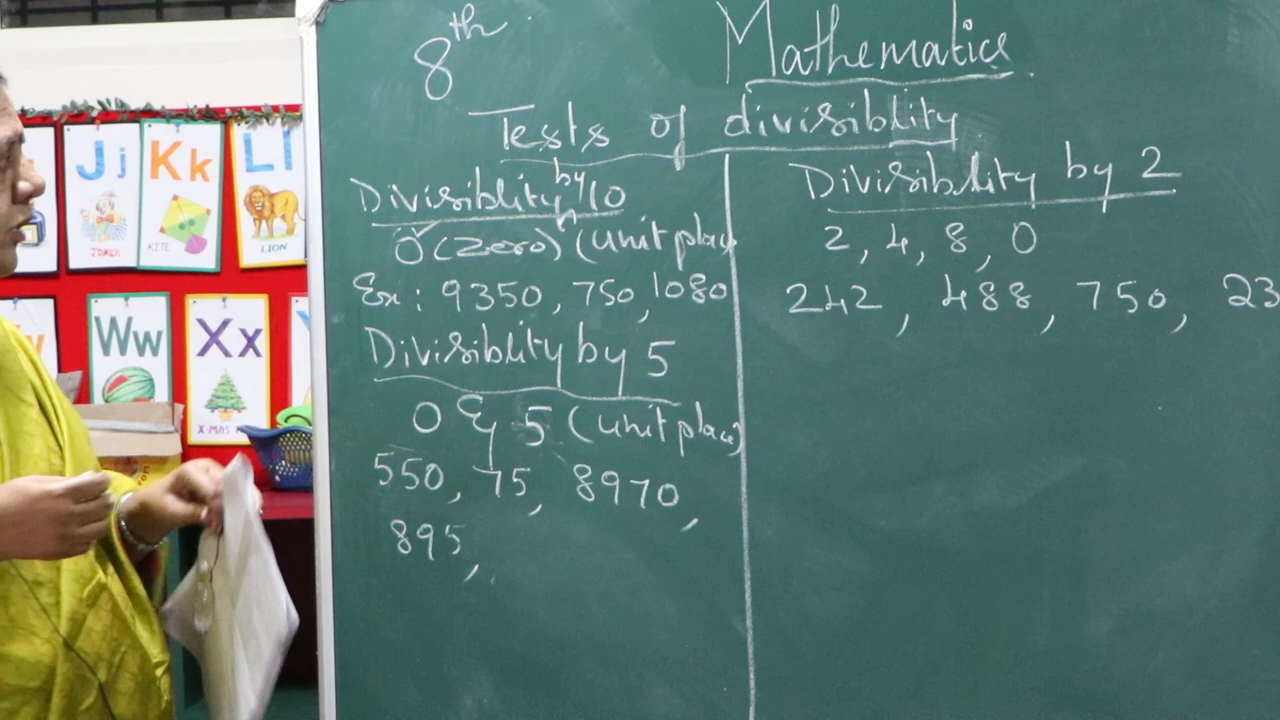 8th
Mathematics
Tests of divisiblity
Divisiblity by 10
0 (Zero) (unit plac
Ex: 9350, 750, 1080
Divisiblity by 5
0 & 5 (unit place)
550, 75, 8970,
895,
Divisiblity by 2
2, 4, 8, 0
242, 488, 750, 23
Jj
JOKER
Kk
KITE
Ll
LION
Ww
Xx
X-MAS